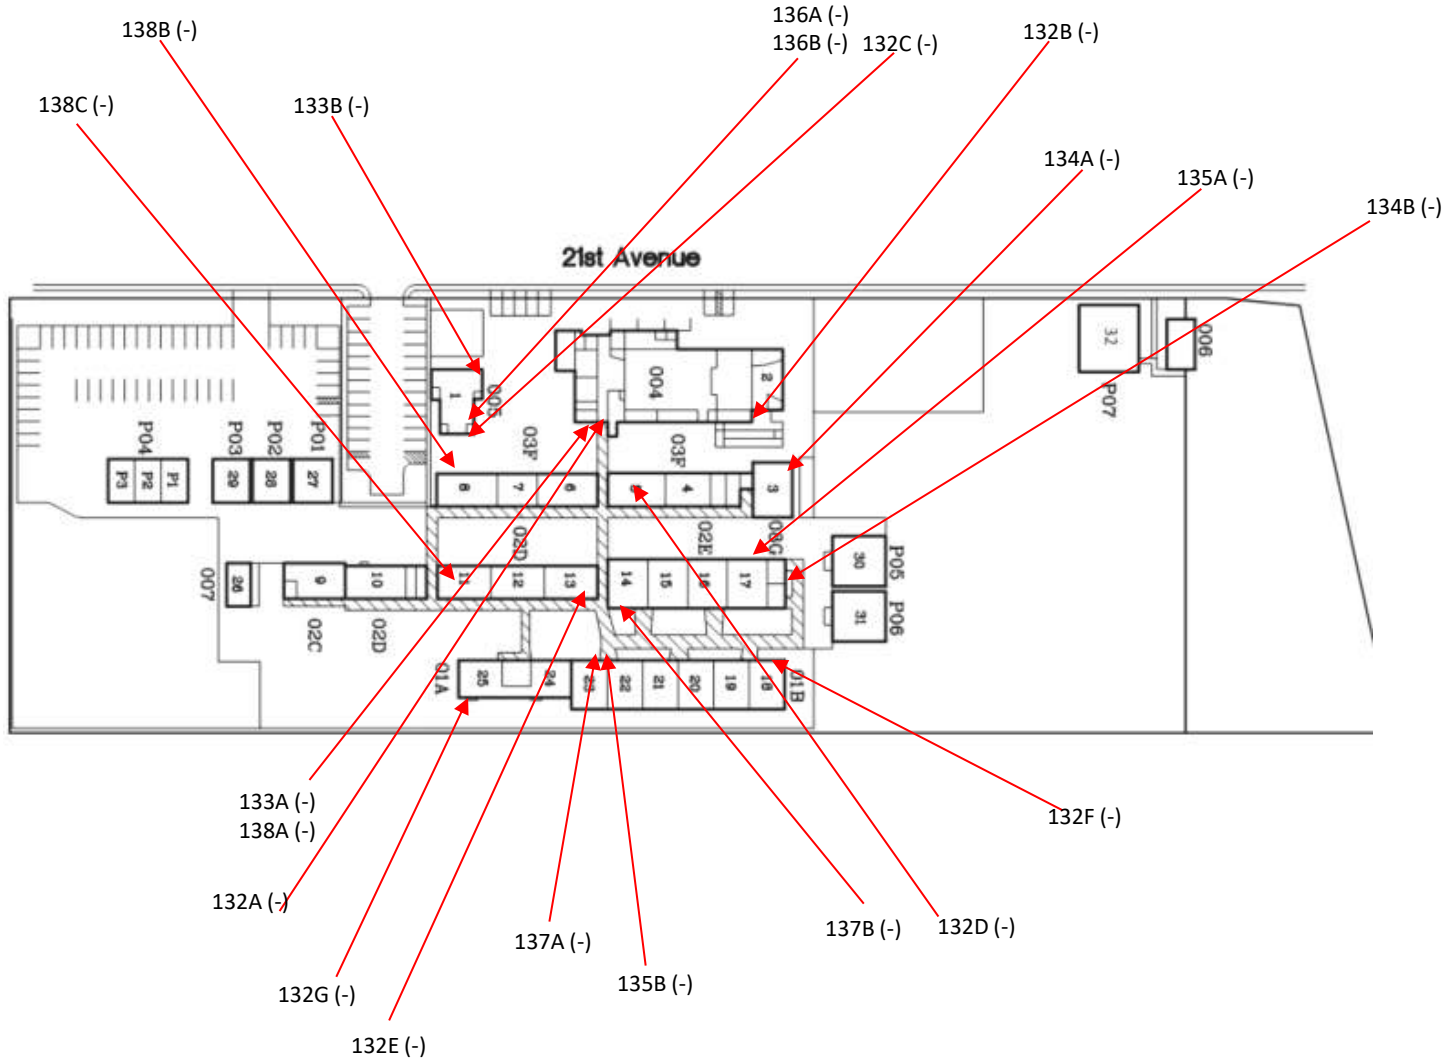 136A (-)
138B (-)
136B (-)
132C (-)
132B (-)
138C (-)
133B (-)
134A (-)
135A (-)
134B (-)
21st Avenue
32
006
P07
1
005
004
2
P04
P03
P02
P01
03F
03F
P3
P2
P1
29
28
27
8
7
6
5
4
3
03G
02D
02E
P05
30
007
26
9
10
11
12
13
14
15
16
17
31
P06
02C
02D
01A
25
24
23
22
21
20
19
18
01B
133A (-)
138A (-)
132F (-)
132A (-)
137A (-)
137B (-)
132D (-)
135B (-)
132G (-)
132E (-)